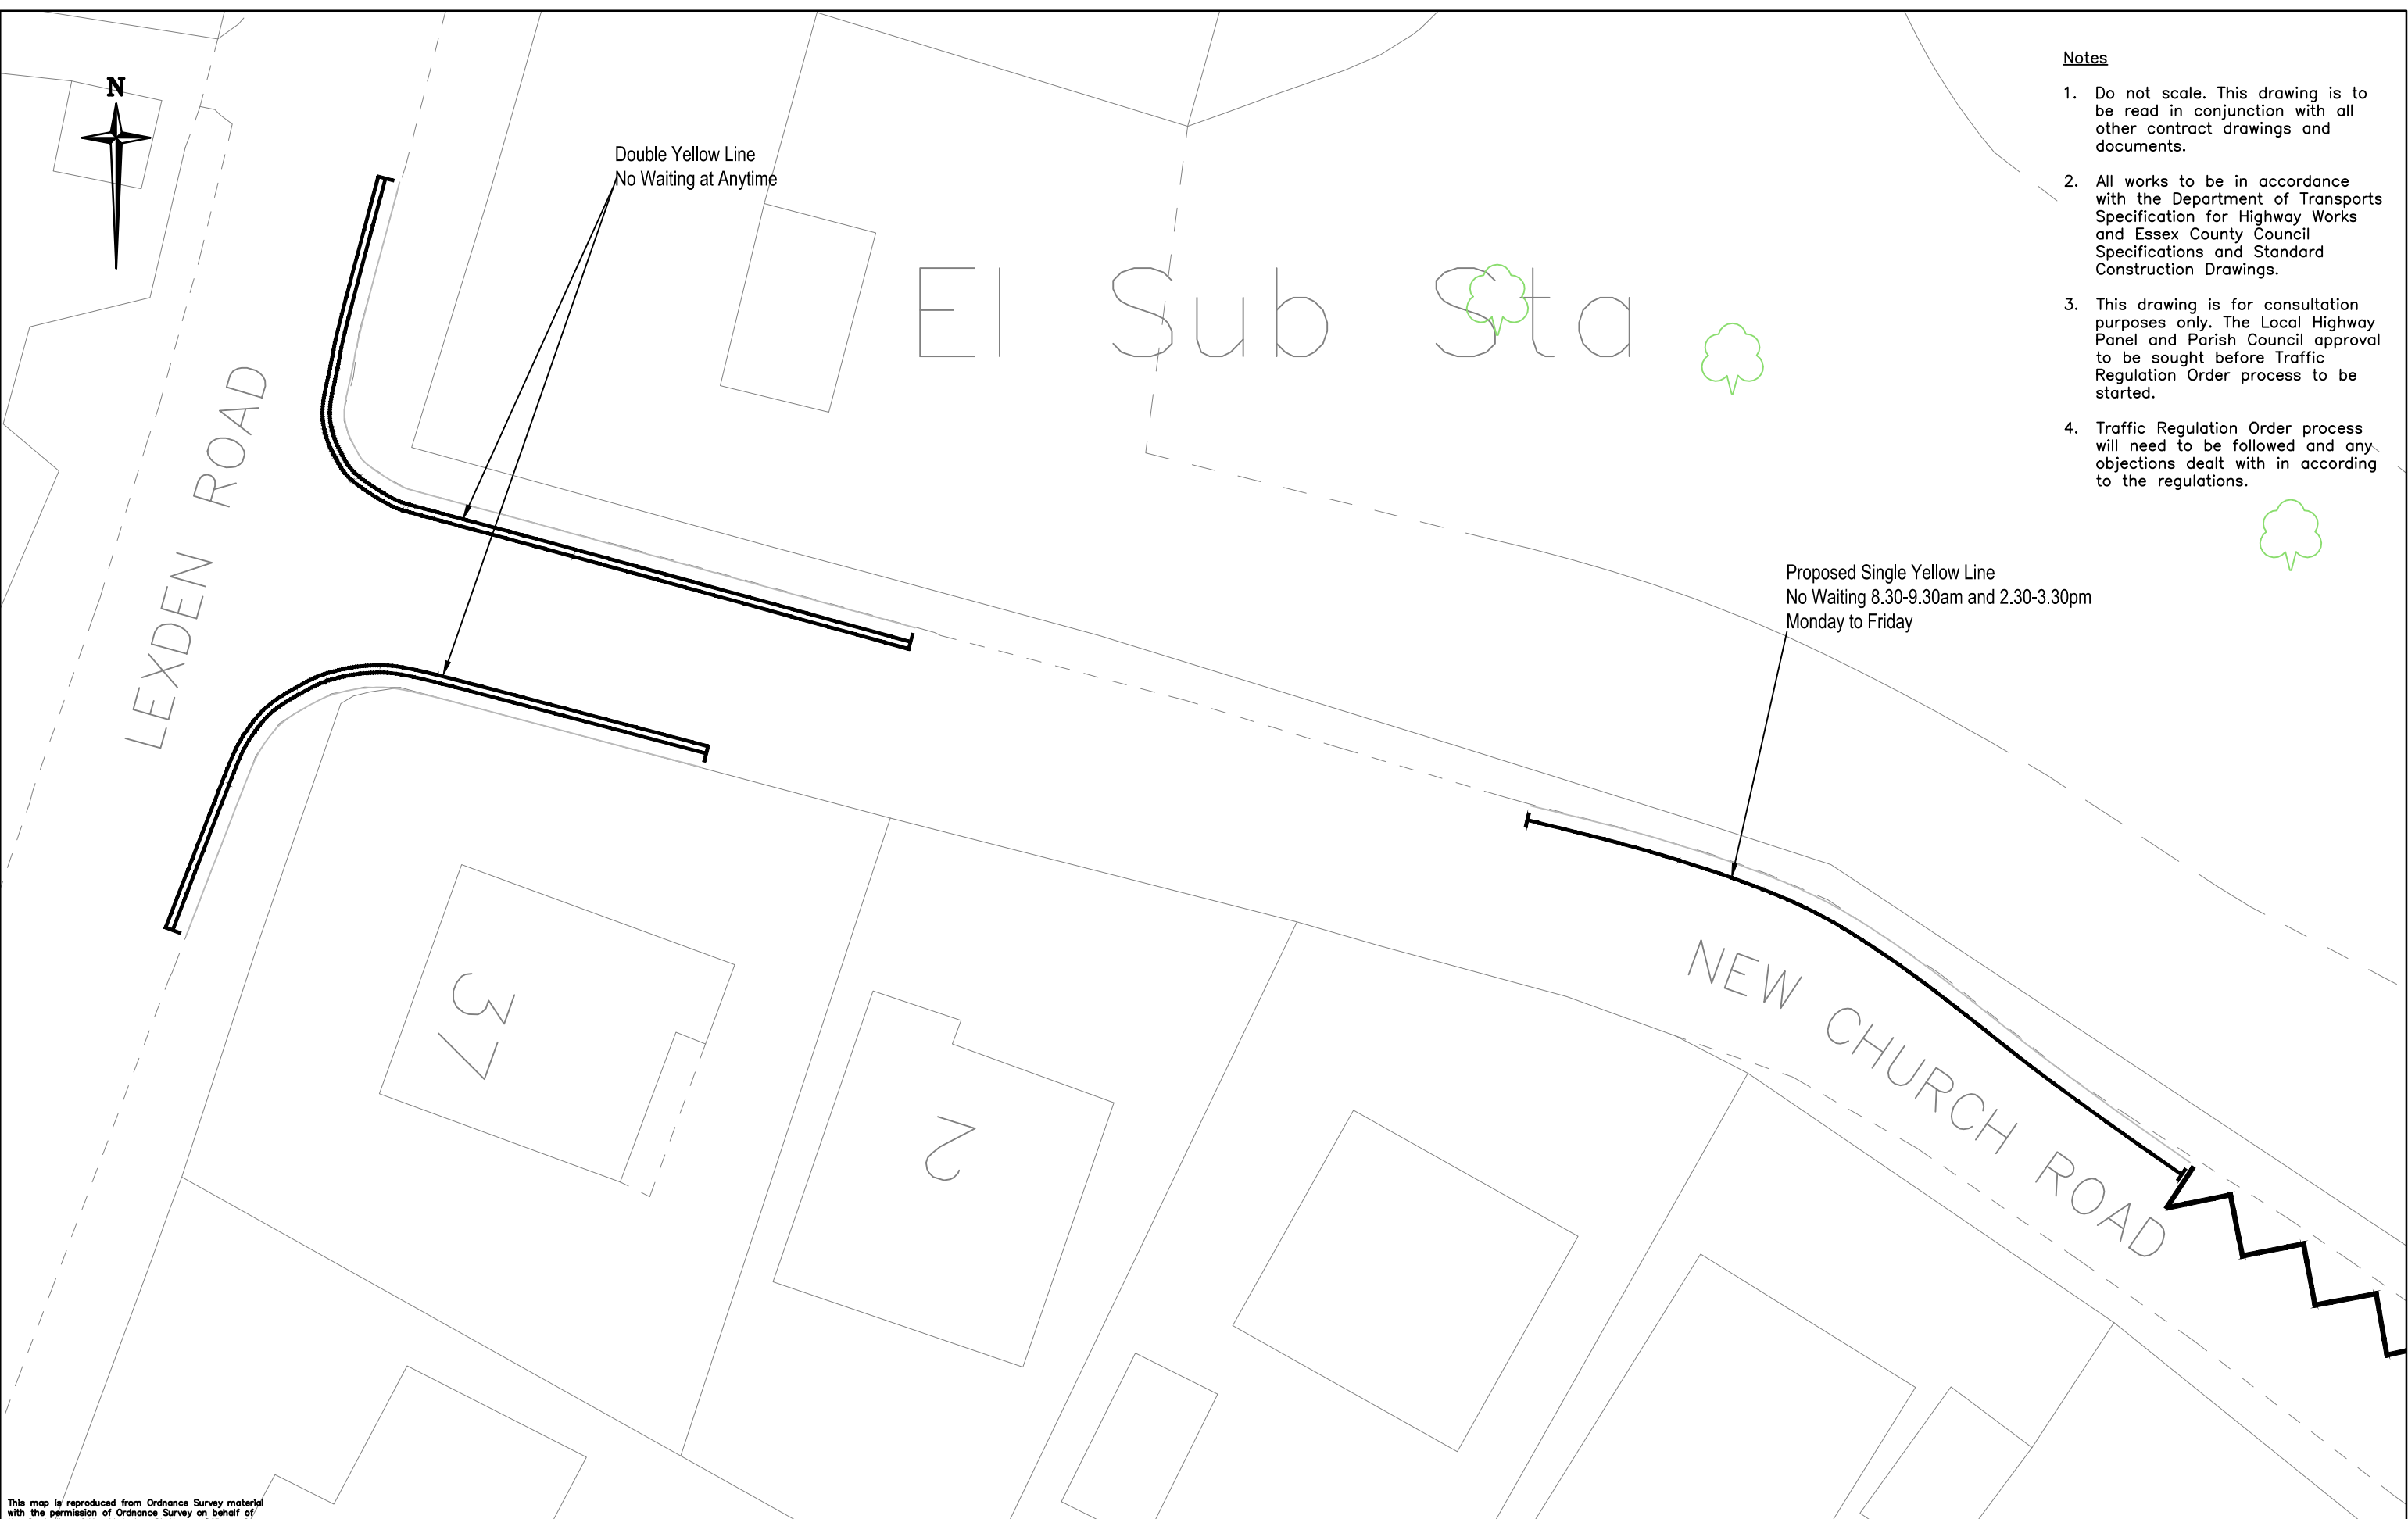 N
Double Yellow Line
No Waiting at Anytime
El Sub Sta
Notes
1. Do not scale. This drawing is to
be read in conjunction with all
other contract drawings and
documents.
2. All works to be in accordance
with the Department of Transports
Specification for Highway Works
and Essex County Council
Specifications and Standard
Construction Drawings.
3. This drawing is for consultation
purposes only. The Local Highway
Panel and Parish Council approval
to be sought before Traffic
Regulation Order process to be
started.
4. Traffic Regulation Order process
will need to be followed and any
objections dealt with in according
to the regulations.
LEXDEN ROAD
Proposed Single Yellow Line
No Waiting 8.30-9.30am and 2.30-3.30pm
Monday to Friday
NEW CHURCH ROAD
37
2
This map is reproduced from Ordnance Survey material
with the permission of Ordnance Survey on behalf of